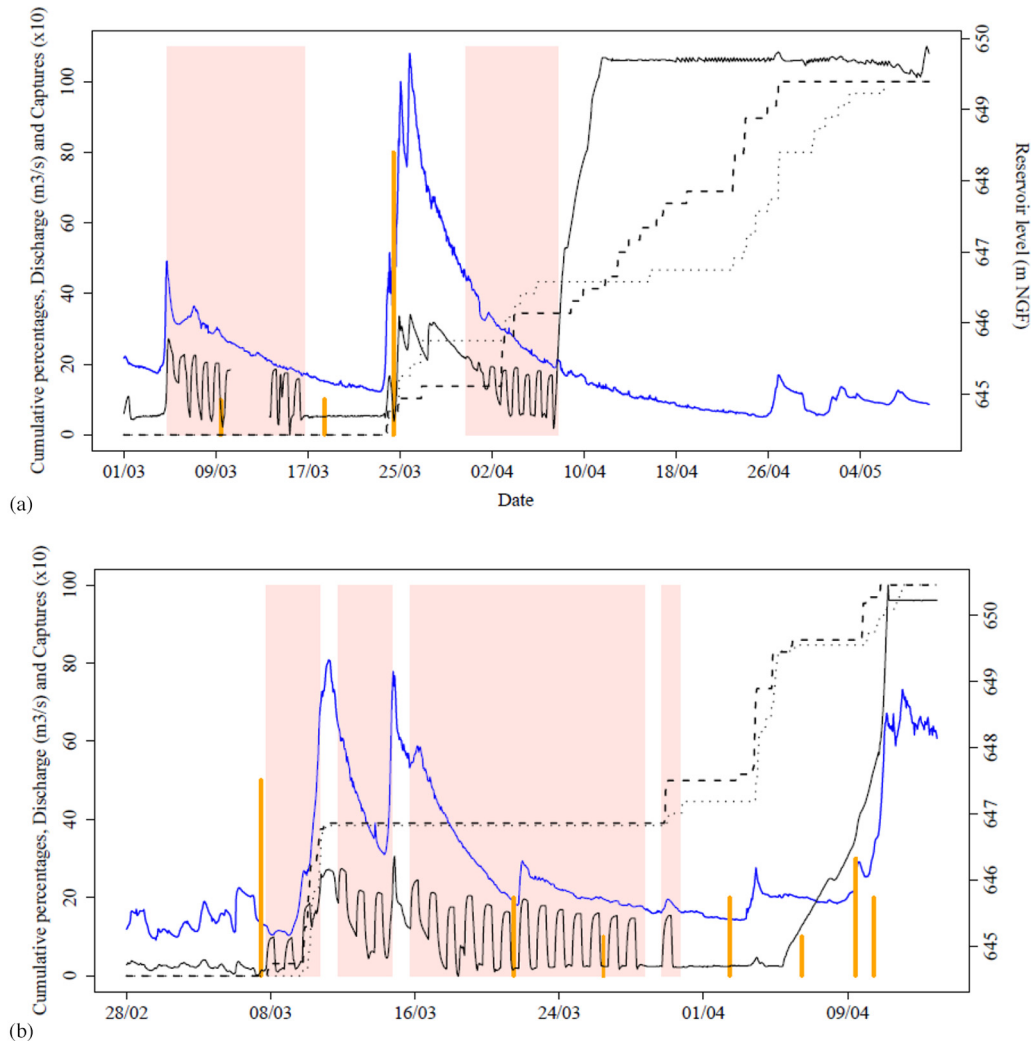 (a)
Cumulative percentages, Discharge (m3/s) and Captures (x10)
100
80
60
40
20
0
650
649
648
647
646
645
Reservoir level (m NGF)
01/03 09/03 17/03 25/03 02/04 10/04 18/04 26/04 04/05
Date
(b)
Cumulative percentages, Discharge (m3/s) and Captures (x10)
100
80
60
40
20
0
650
649
648
647
646
645
Reservoir level (m NGF)
28/02 08/03 16/03 24/03 01/04 09/04